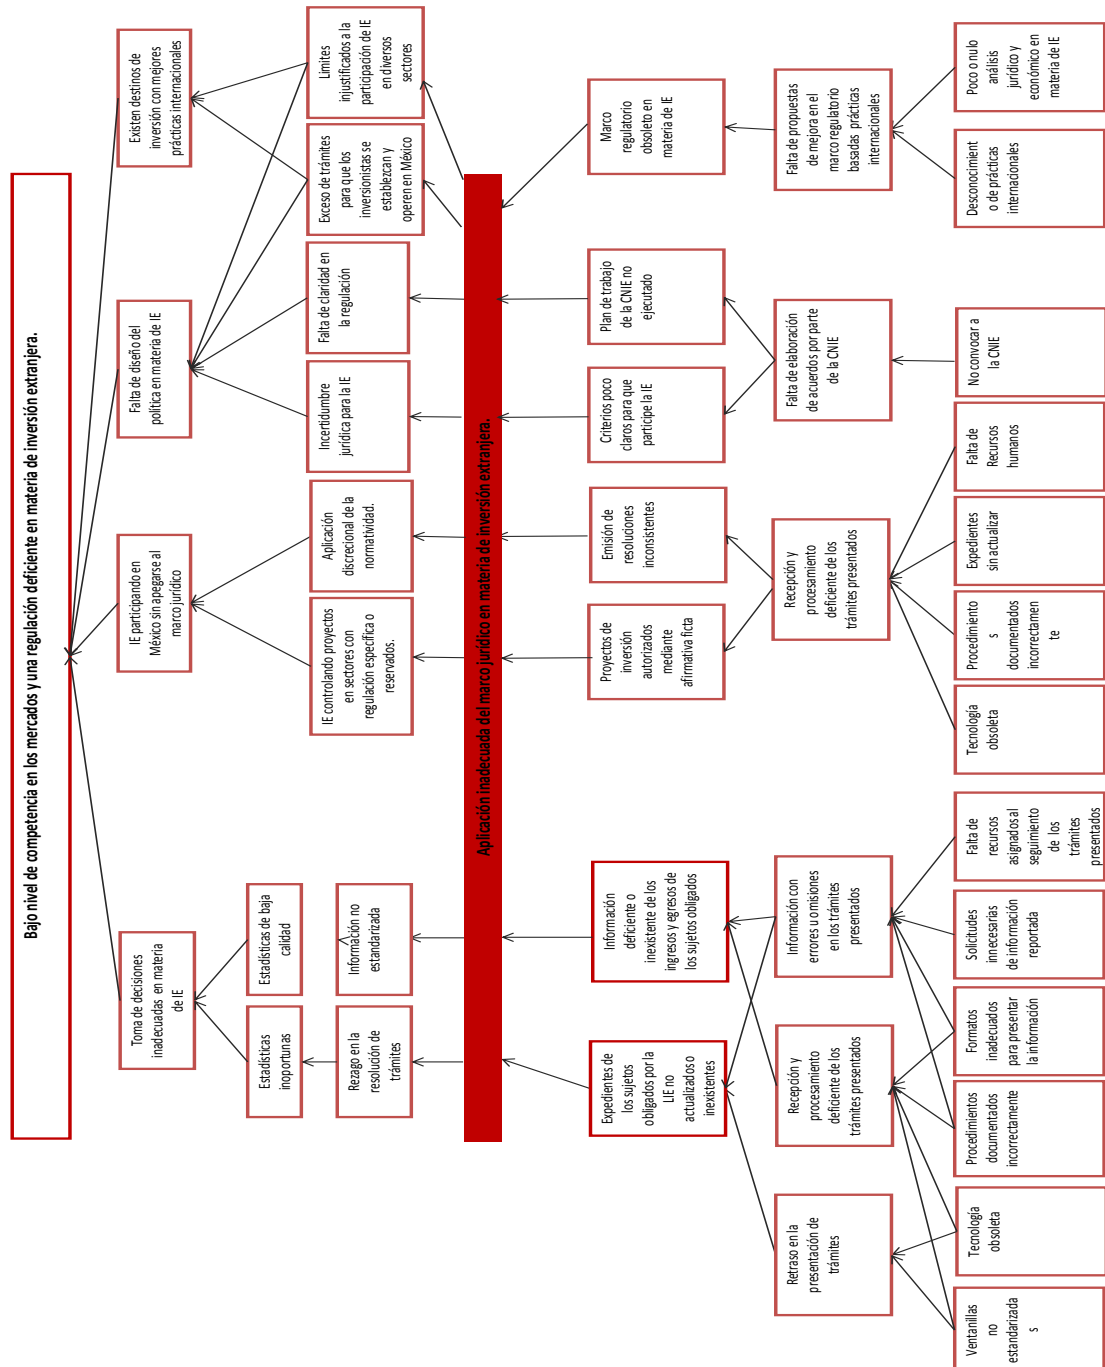 Bajo nivel de competencia en los mercados y una regulación deficiente en materia de inversión extranjera.
Toma de decisiones
inadecuadas en materia
de IE
IE participando en
México sin apegarse al
marco jurídico
Falta de diseño del
política en materia de IE
Existen destinos de
inversión con mejores
prácticas internacionales
Estadísticas
inoportunas
Estadísticas de baja
calidad
Rezago en la
resolución de
trámites
Información no
estandarizada
IE controlando proyectos
en sectores con
regulación específica o
reservados.
Aplicación
discrecional de la
normatividad.
Incertidumbre
jurídica para la IE
Falta de claridad en
la regulación
Exceso de trámites
para que los
inversionistas se
establezcan y
operen en México
Limites
injustificados a la
participación de IE
en diversos
sectores
Aplicación inadecuada del marco jurídico en materia de inversión extranjera.
Expedientes de
los sujetos
obligados por la
LIE no
actualizados o
inexistentes
Información
deficiente o
inexistente de los
ingresos y egresos de
los sujetos obligados
Proyectos de
inversión
autorizados
mediante
afirmativa ficta
Emisión de
resoluciones
inconsistentes
Criterios poco
claros para que
participe la IE
Plan de trabajo
de la CNIE no
ejecutado
Marco
regulatorio
obsoleto en
materia de IE
Retraso en la
presentación de
trámites
Recepción y
procesamiento
deficiente de los
trámites presentados
Información con
errores u omisiones
en los trámites
presentados
Recepción y
procesamiento
deficiente de los
trámites presentados
Falta de elaboración
de acuerdos por parte
de la CNIE
Falta de propuestas
de mejora en el
marco regulatorio
basadas prácticas
internacionales
Ventanillas
no
estandarizada
s
Tecnología
obsoleta
Procedimientos
documentados
incorrectamente
Formatos
inadecuados
para presentar
la información
Solicitudes
innecesarias
de información
reportada
Falta de
recursos
asignados al
seguimiento
de los
trámites
presentados
Tecnología
obsoleta
Procedimiento
s
documentados
incorrectamen
te
Expedientes
sin actualizar
Falta de
Recursos
humanos
No convocar a
la CNIE
Desconocimient
o de prácticas
internacionales
Poco o nulo
análisis
jurídico y
económico en
materia de IE